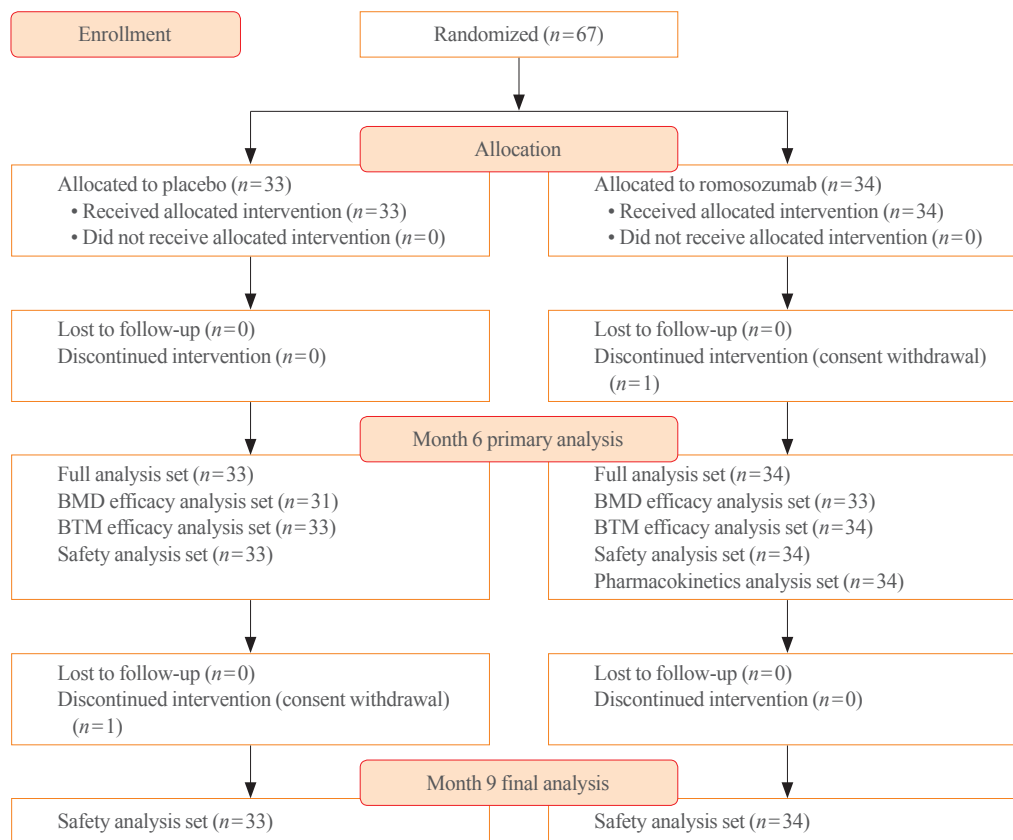 Enrollment
Randomized (n=67)
Allocation
Allocated to placebo (n=33)
• Received allocated intervention (n=33)
• Did not receive allocated intervention (n=0)
Allocated to romosozumab (n=34)
• Received allocated intervention (n=34)
• Did not receive allocated intervention (n=0)
Lost to follow-up (n=0)
Discontinued intervention (n=0)
Lost to follow-up (n=0)
Discontinued intervention (consent withdrawal)
(n=1)
Month 6 primary analysis
Full analysis set (n=33)
BMD efficacy analysis set (n=31)
BTM efficacy analysis set (n=33)
Safety analysis set (n=33)
Full analysis set (n=34)
BMD efficacy analysis set (n=33)
BTM efficacy analysis set (n=34)
Safety analysis set (n=34)
Pharmacokinetics analysis set (n=34)
Lost to follow-up (n=0)
Discontinued intervention (consent withdrawal)
(n=1)
Lost to follow-up (n=0)
Discontinued intervention (n=0)
Month 9 final analysis
Safety analysis set (n=33)
Safety analysis set (n=34)